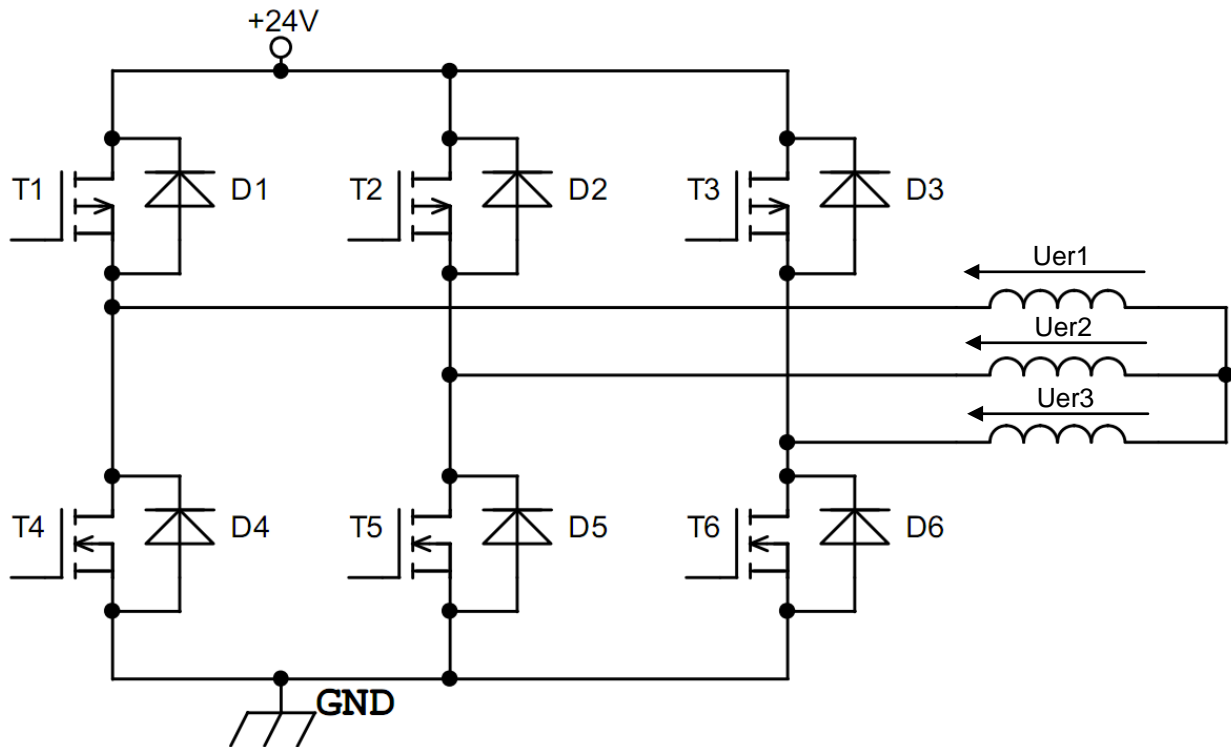 +24V
T1 D1 T2 D2 T3 D3
Uer1
Uer2
Uer3
T4 D4 T5 D5 T6 D6
GND